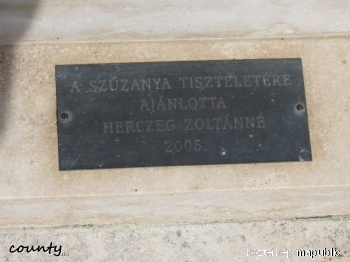 A SZŰZANYA TISZTELETÉRE
AJÁNLOTTA
HERCZEG ZOLTÁNNÉ
2005.
county